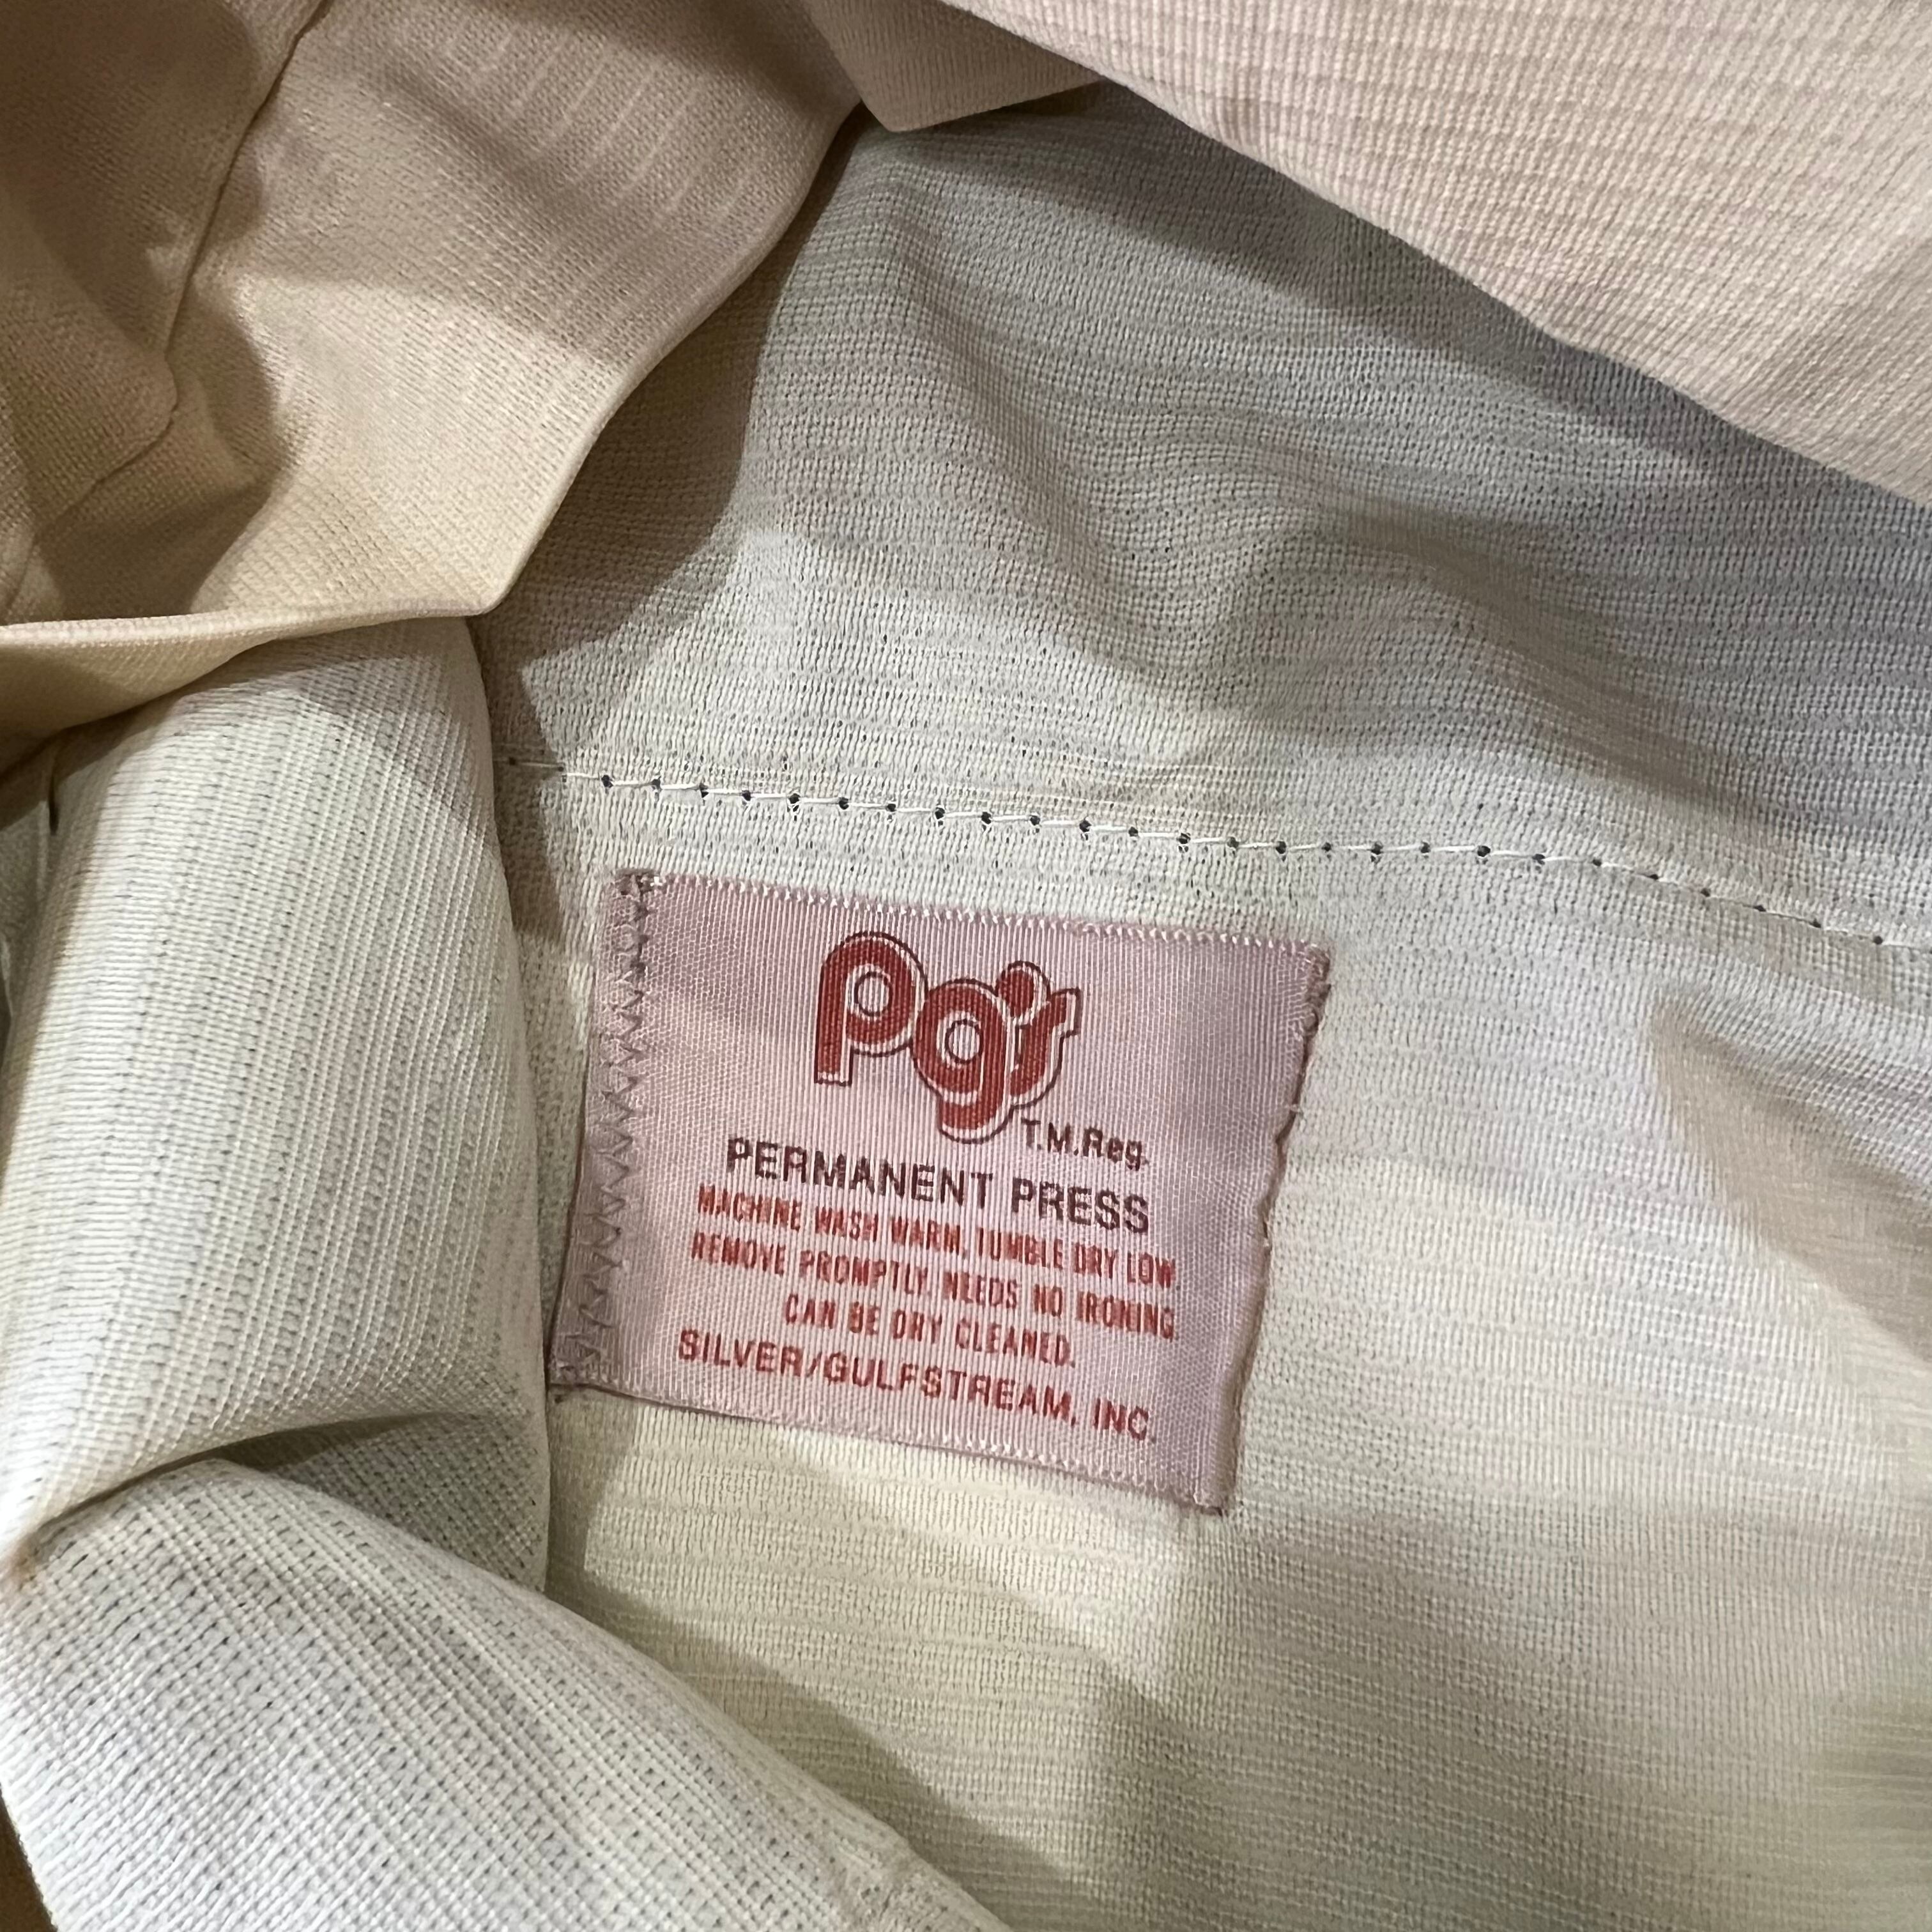 pg's
T.M.Reg.
PERMANENT PRESS
MACHINE WASH WARM, TUMBLE DRY LOW.
REMOVE PROMPTLY. NEEDS NO IRONING.
CAN BE DRY CLEANED.
SILVER/GULFSTREAM, INC.